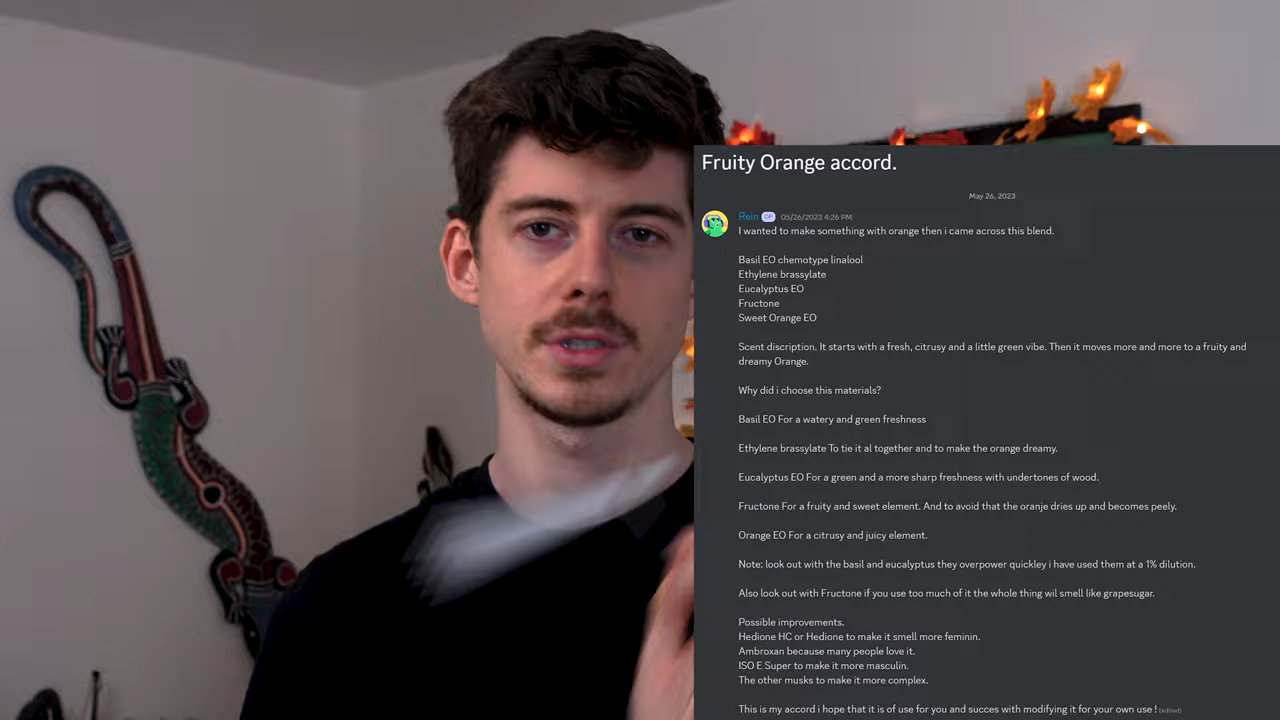 Fruity Orange accord.
May 26, 2023
Rein OP 05/26/2023 4:26 PM
I wanted to make something with orange then i came across this blend.
Basil EO chemotype linalool
Ethylene brassylate
Eucalyptus EO
Fructone
Sweet Orange EO
Scent discription. It starts with a fresh, citrusy and a little green vibe. Then it moves more and more to a fruity and
dreamy Orange.
Why did i choose this materials?
Basil EO For a watery and green freshness
Ethylene brassylate To tie it al together and to make the orange dreamy.
Eucalyptus EO For a green and a more sharp freshness with undertones of wood.
Fructone For a fruity and sweet element. And to avoid that the oranje dries up and becomes peely.
Orange EO For a citrusy and juicy element.
Note: look out with the basil and eucalyptus they overpower quickley i have used them at a 1% dilution.
Also look out with Fructone if you use too much of it the whole thing wil smell like grapesugar.
Possible improvements.
Hedione HC or Hedione to make it smell more feminin.
Ambroxan because many people love it.
ISO E Super to make it more masculin.
The other musks to make it more complex.
This is my accord i hope that it is of use for you and succes with modifying it for your own use ! (edited)